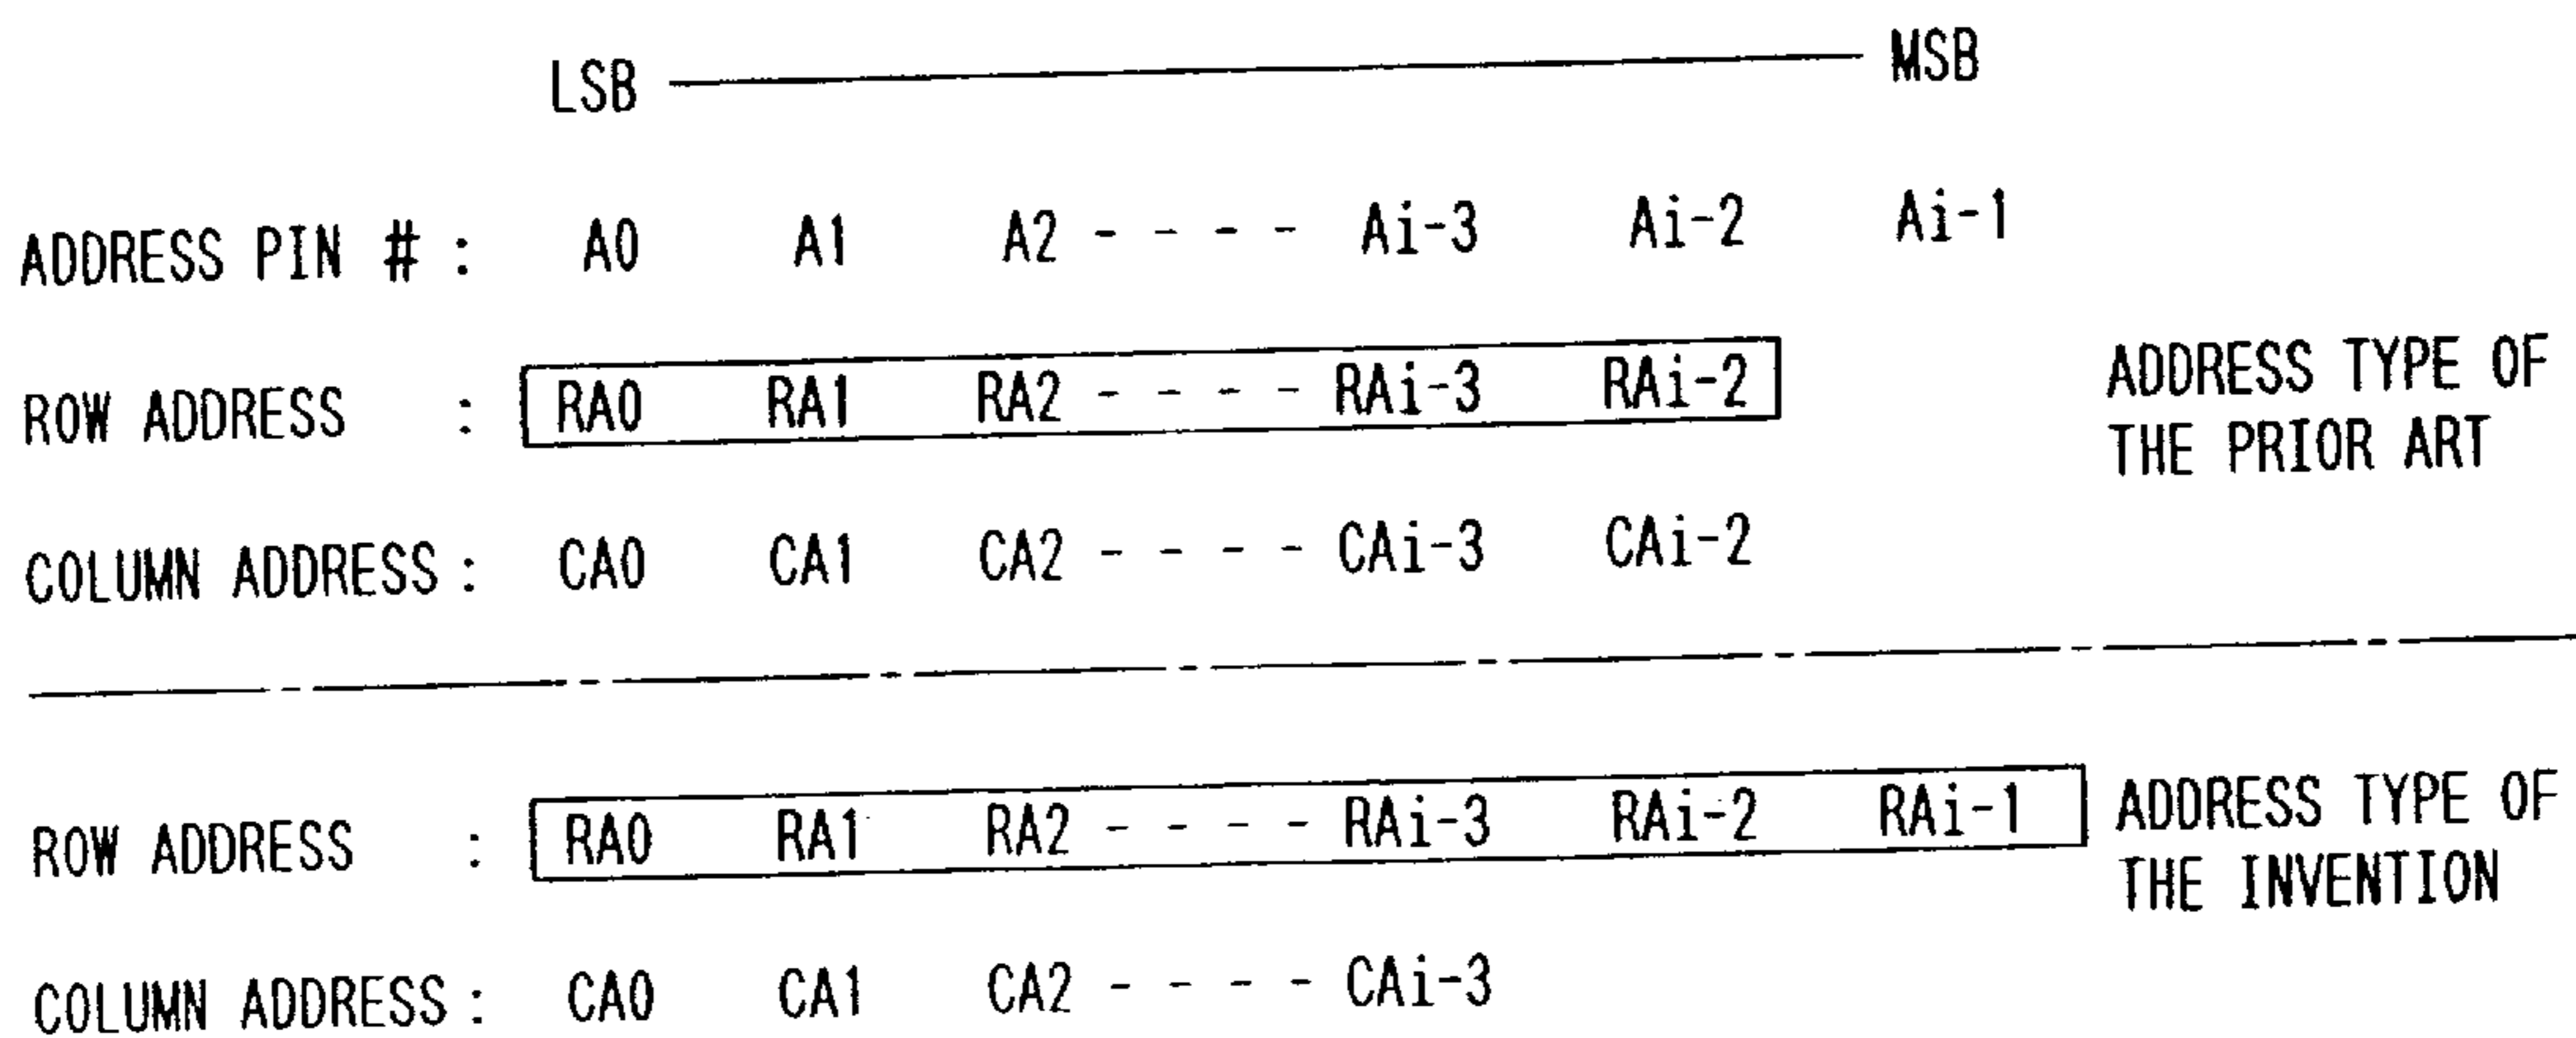 LSB MSB
ADDRESS PIN # : A0 A1 A2 - - - - Ai-3 Ai-2 Ai-1
ROW ADDRESS : RA0 RA1 RA2 - - - - RAi-3 RAi-2
ADDRESS TYPE OF
THE PRIOR ART
COLUMN ADDRESS : CA0 CA1 CA2 - - - - CAi-3 CAi-2
ROW ADDRESS : RA0 RA1 RA2 - - - - RAi-3 RAi-2 RAi-1
ADDRESS TYPE OF
THE INVENTION
COLUMN ADDRESS : CA0 CA1 CA2 - - - - CAi-3